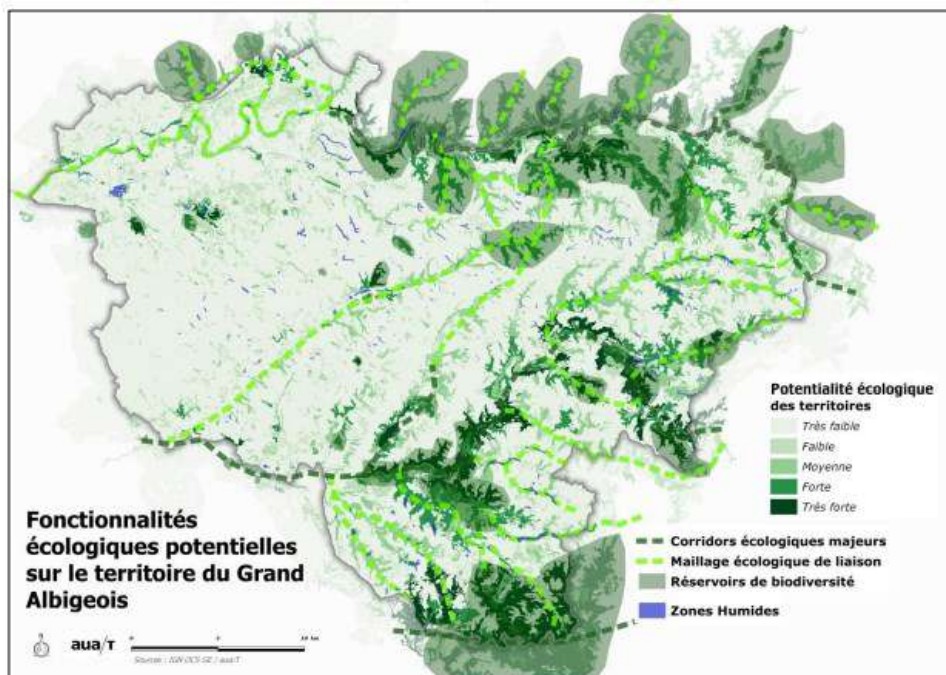 Potentialité écologique
des territoires
Très faible
Faible
Moyenne
Forte
Très forte
Corridors écologiques majeurs
Maillage écologique de liaison
Réservoirs de biodiversité
Zones Humides
Fonctionnalités
écologiques potentielles
sur le territoire du Grand
Albigeois
aua/T